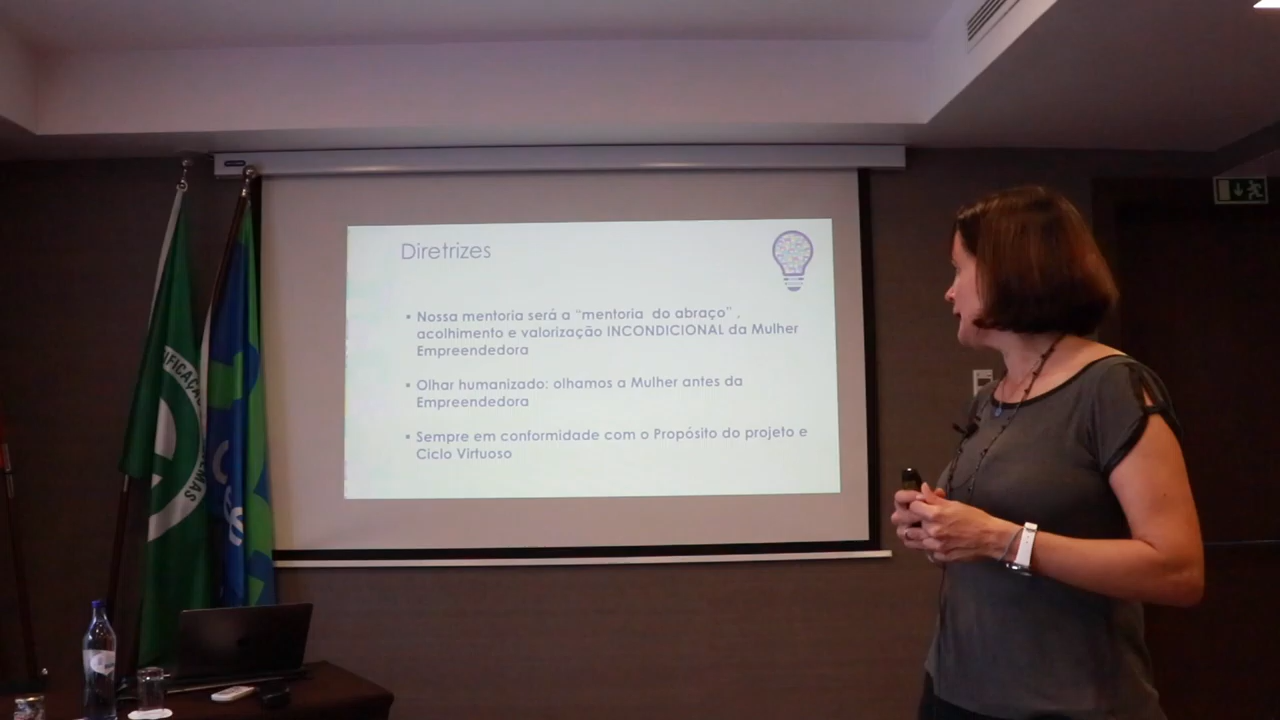 Diretrizes
▪ Nossa mentoria será a “mentoria do abraço” ,
acolhimento e valorização INCONDICIONAL da Mulher
Empreendedora
▪ Olhar humanizado: olhamos a Mulher antes da
Empreendedora
▪ Sempre em conformidade com o Propósito do projeto e
Ciclo Virtuoso